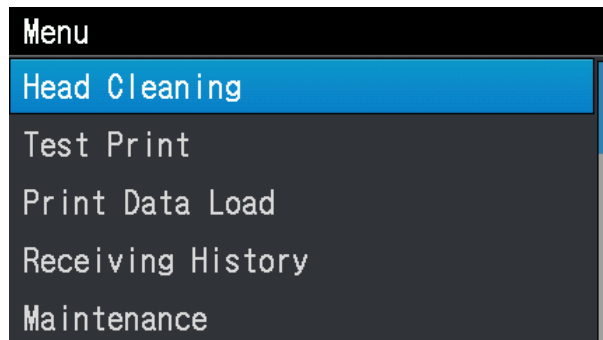 Menu
Head Cleaning
Test Print
Print Data Load
Receiving History
Maintenance